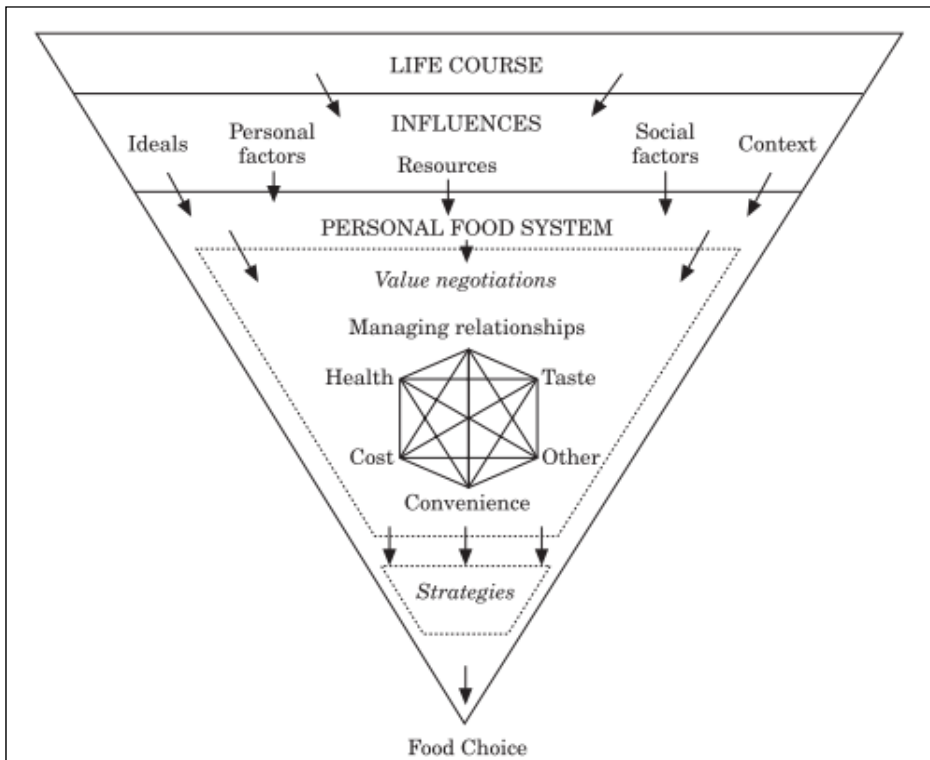 LIFE COURSE
INFLUENCES
Ideals
Personal
factors
Resources
Social
factors
Context
PERSONAL FOOD SYSTEM
Value negotiations
Managing relationships
Health
Taste
Cost
Other
Convenience
Strategies
Food Choice